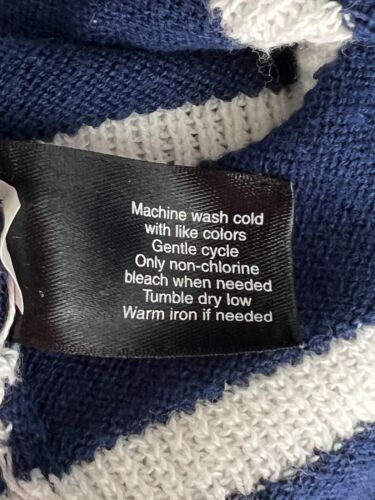 Machine wash cold
with like colors
Gentle cycle
Only non-chlorine
bleach when needed
Tumble dry low
Warm iron if needed